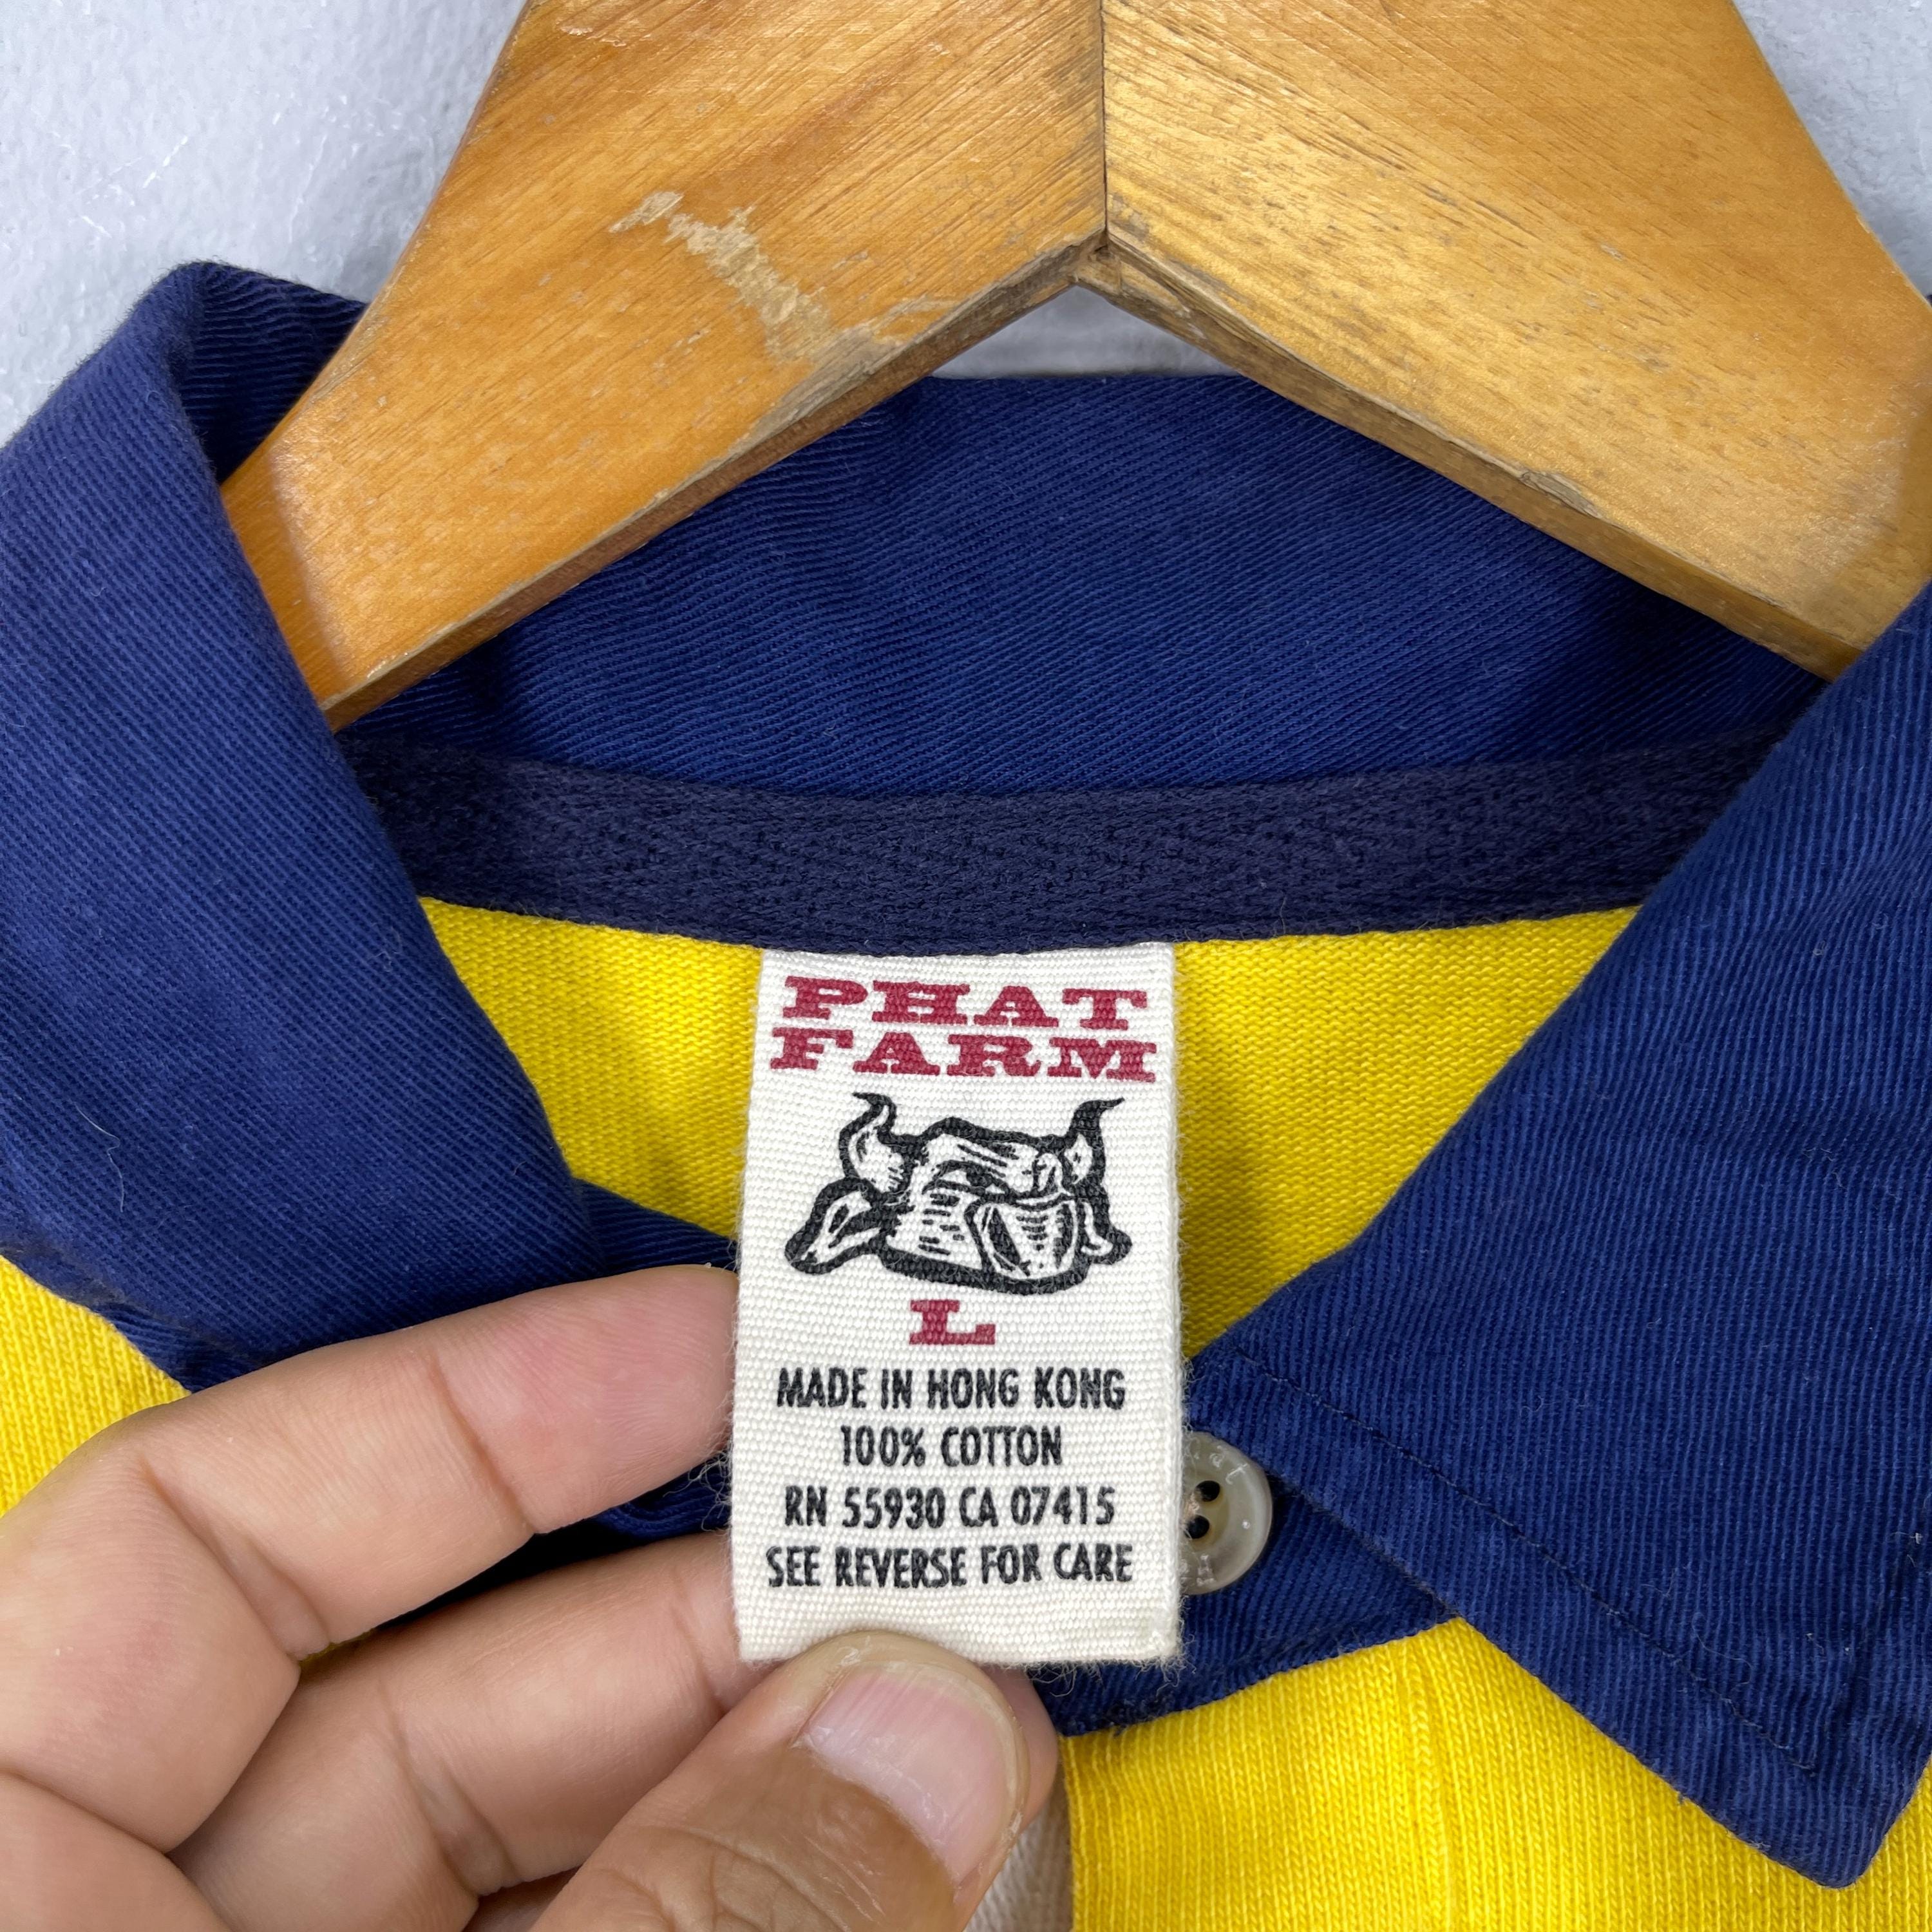 PHAT
FARM
L
MADE IN HONG KONG
100% COTTON
RN 55930 CA 07415
SEE REVERSE FOR CARE